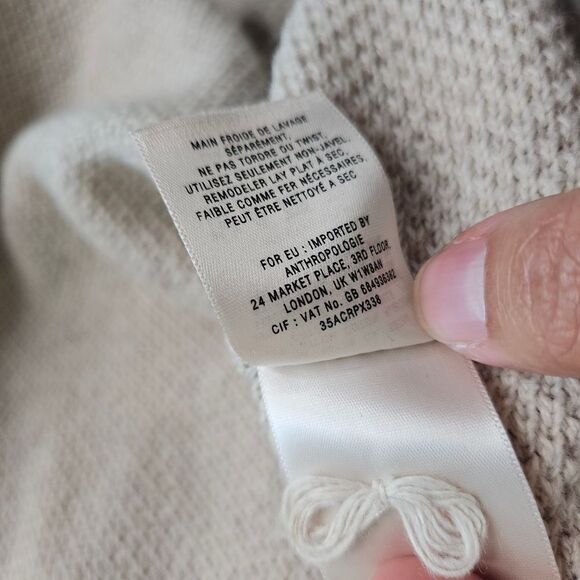 MAIN FROIDE DE LAVAGE
SÉPARÉMENT,
NE PAS TORDRE OU TWIST,
UTILISEZ SEULEMENT NON-JAVEL,
REMODELER LAY PLAT À SEC,
FAIBLE COMME FER NÉCESSAIRES,
PEUT ÊTRE NETTOYÉ A SEC
FOR EU : IMPORTED BY
ANTHROPOLOGIE
24 MARKET PLACE, 3RD FLOOR,
LONDON, UK W1W8AN
CIF : VAT No. GB 684936382
35ACRPX336